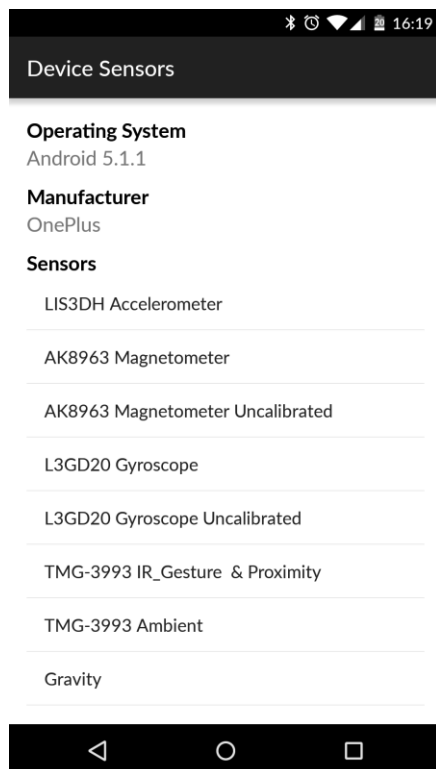 20 16:19
Device Sensors
Operating System
Android 5.1.1
Manufacturer
OnePlus
Sensors
LIS3DH Accelerometer
AK8963 Magnetometer
AK8963 Magnetometer Uncalibrated
L3GD20 Gyroscope
L3GD20 Gyroscope Uncalibrated
TMG-3993 IR_Gesture  & Proximity
TMG-3993 Ambient
Gravity